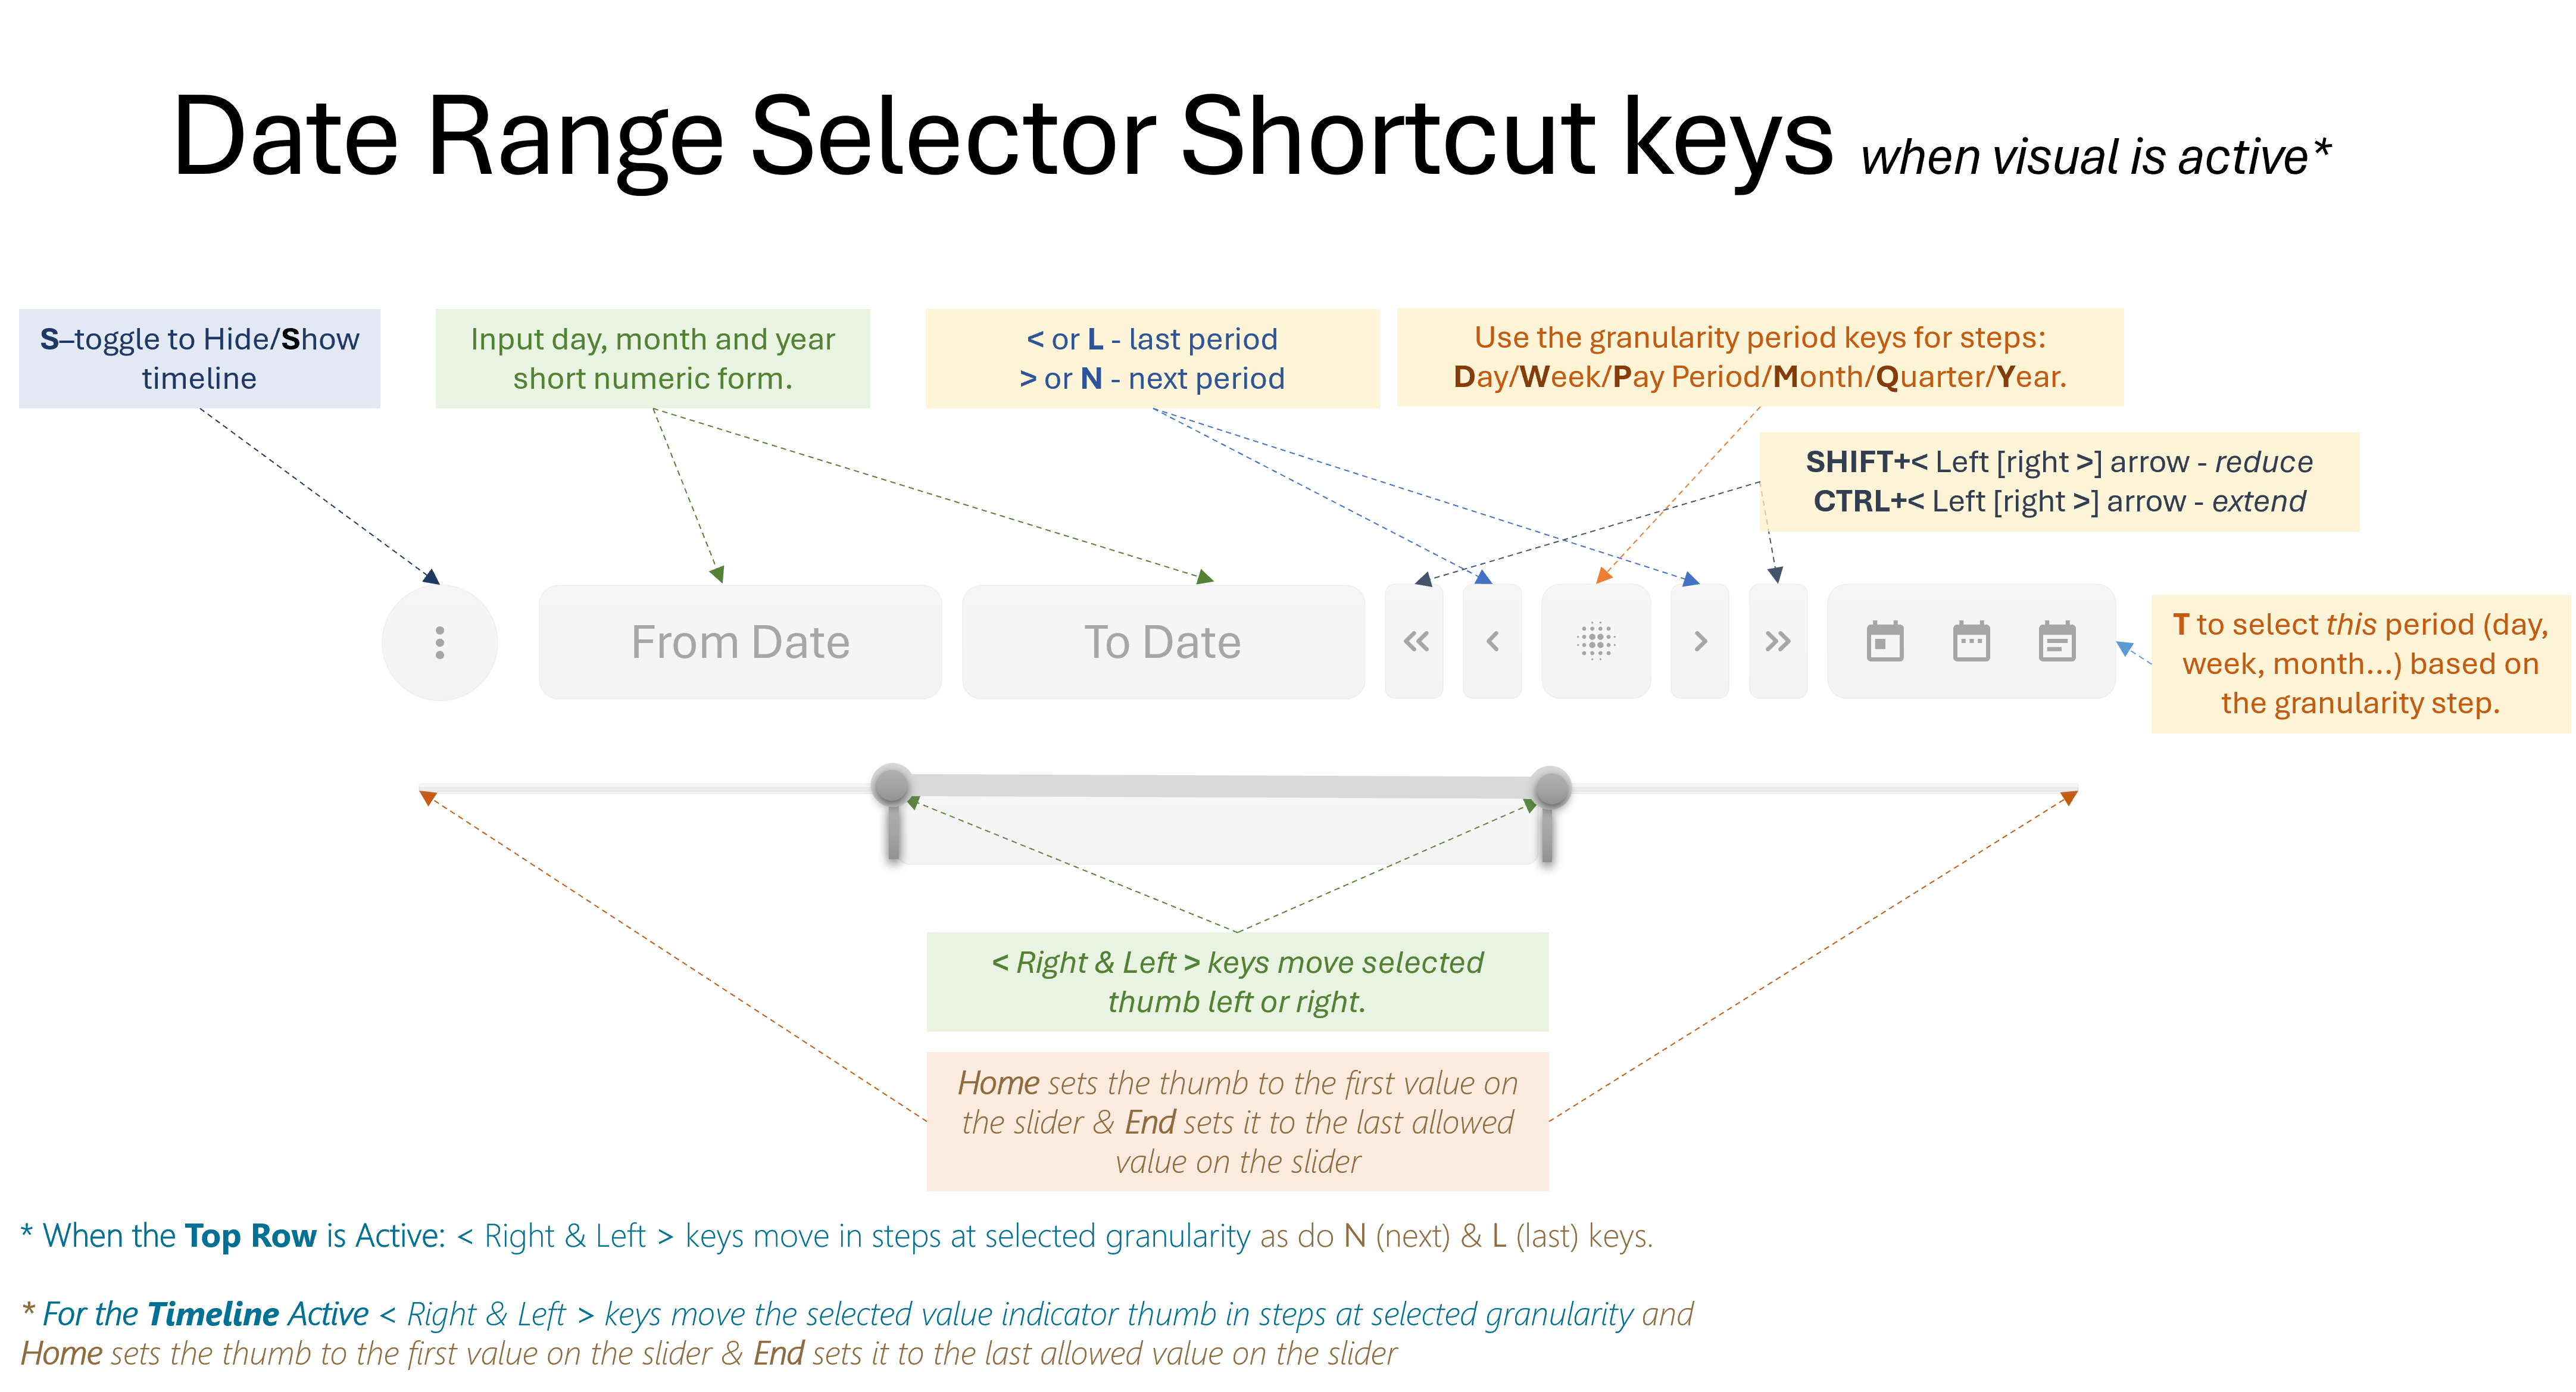 Date Range Selector Shortcut keys when visual is active*
S–toggle to Hide/Show
timeline
Input day, month and year
short numeric form.
< or L - last period
> or N - next period
Use the granularity period keys for steps:
Day/Week/Pay Period/Month/Quarter/Year.
SHIFT+< Left [right >] arrow - reduce
CTRL+< Left [right >] arrow - extend
From Date
To Date
T to select this period (day,
week, month...) based on
the granularity step.
< Right & Left > keys move selected
thumb left or right.
Home sets the thumb to the first value on
the slider & End sets it to the last allowed
value on the slider
* When the Top Row is Active: < Right & Left > keys move in steps at selected granularity as do N (next) & L (last) keys.
* For the Timeline Active < Right & Left > keys move the selected value indicator thumb in steps at selected granularity and
Home sets the thumb to the first value on the slider & End sets it to the last allowed value on the slider